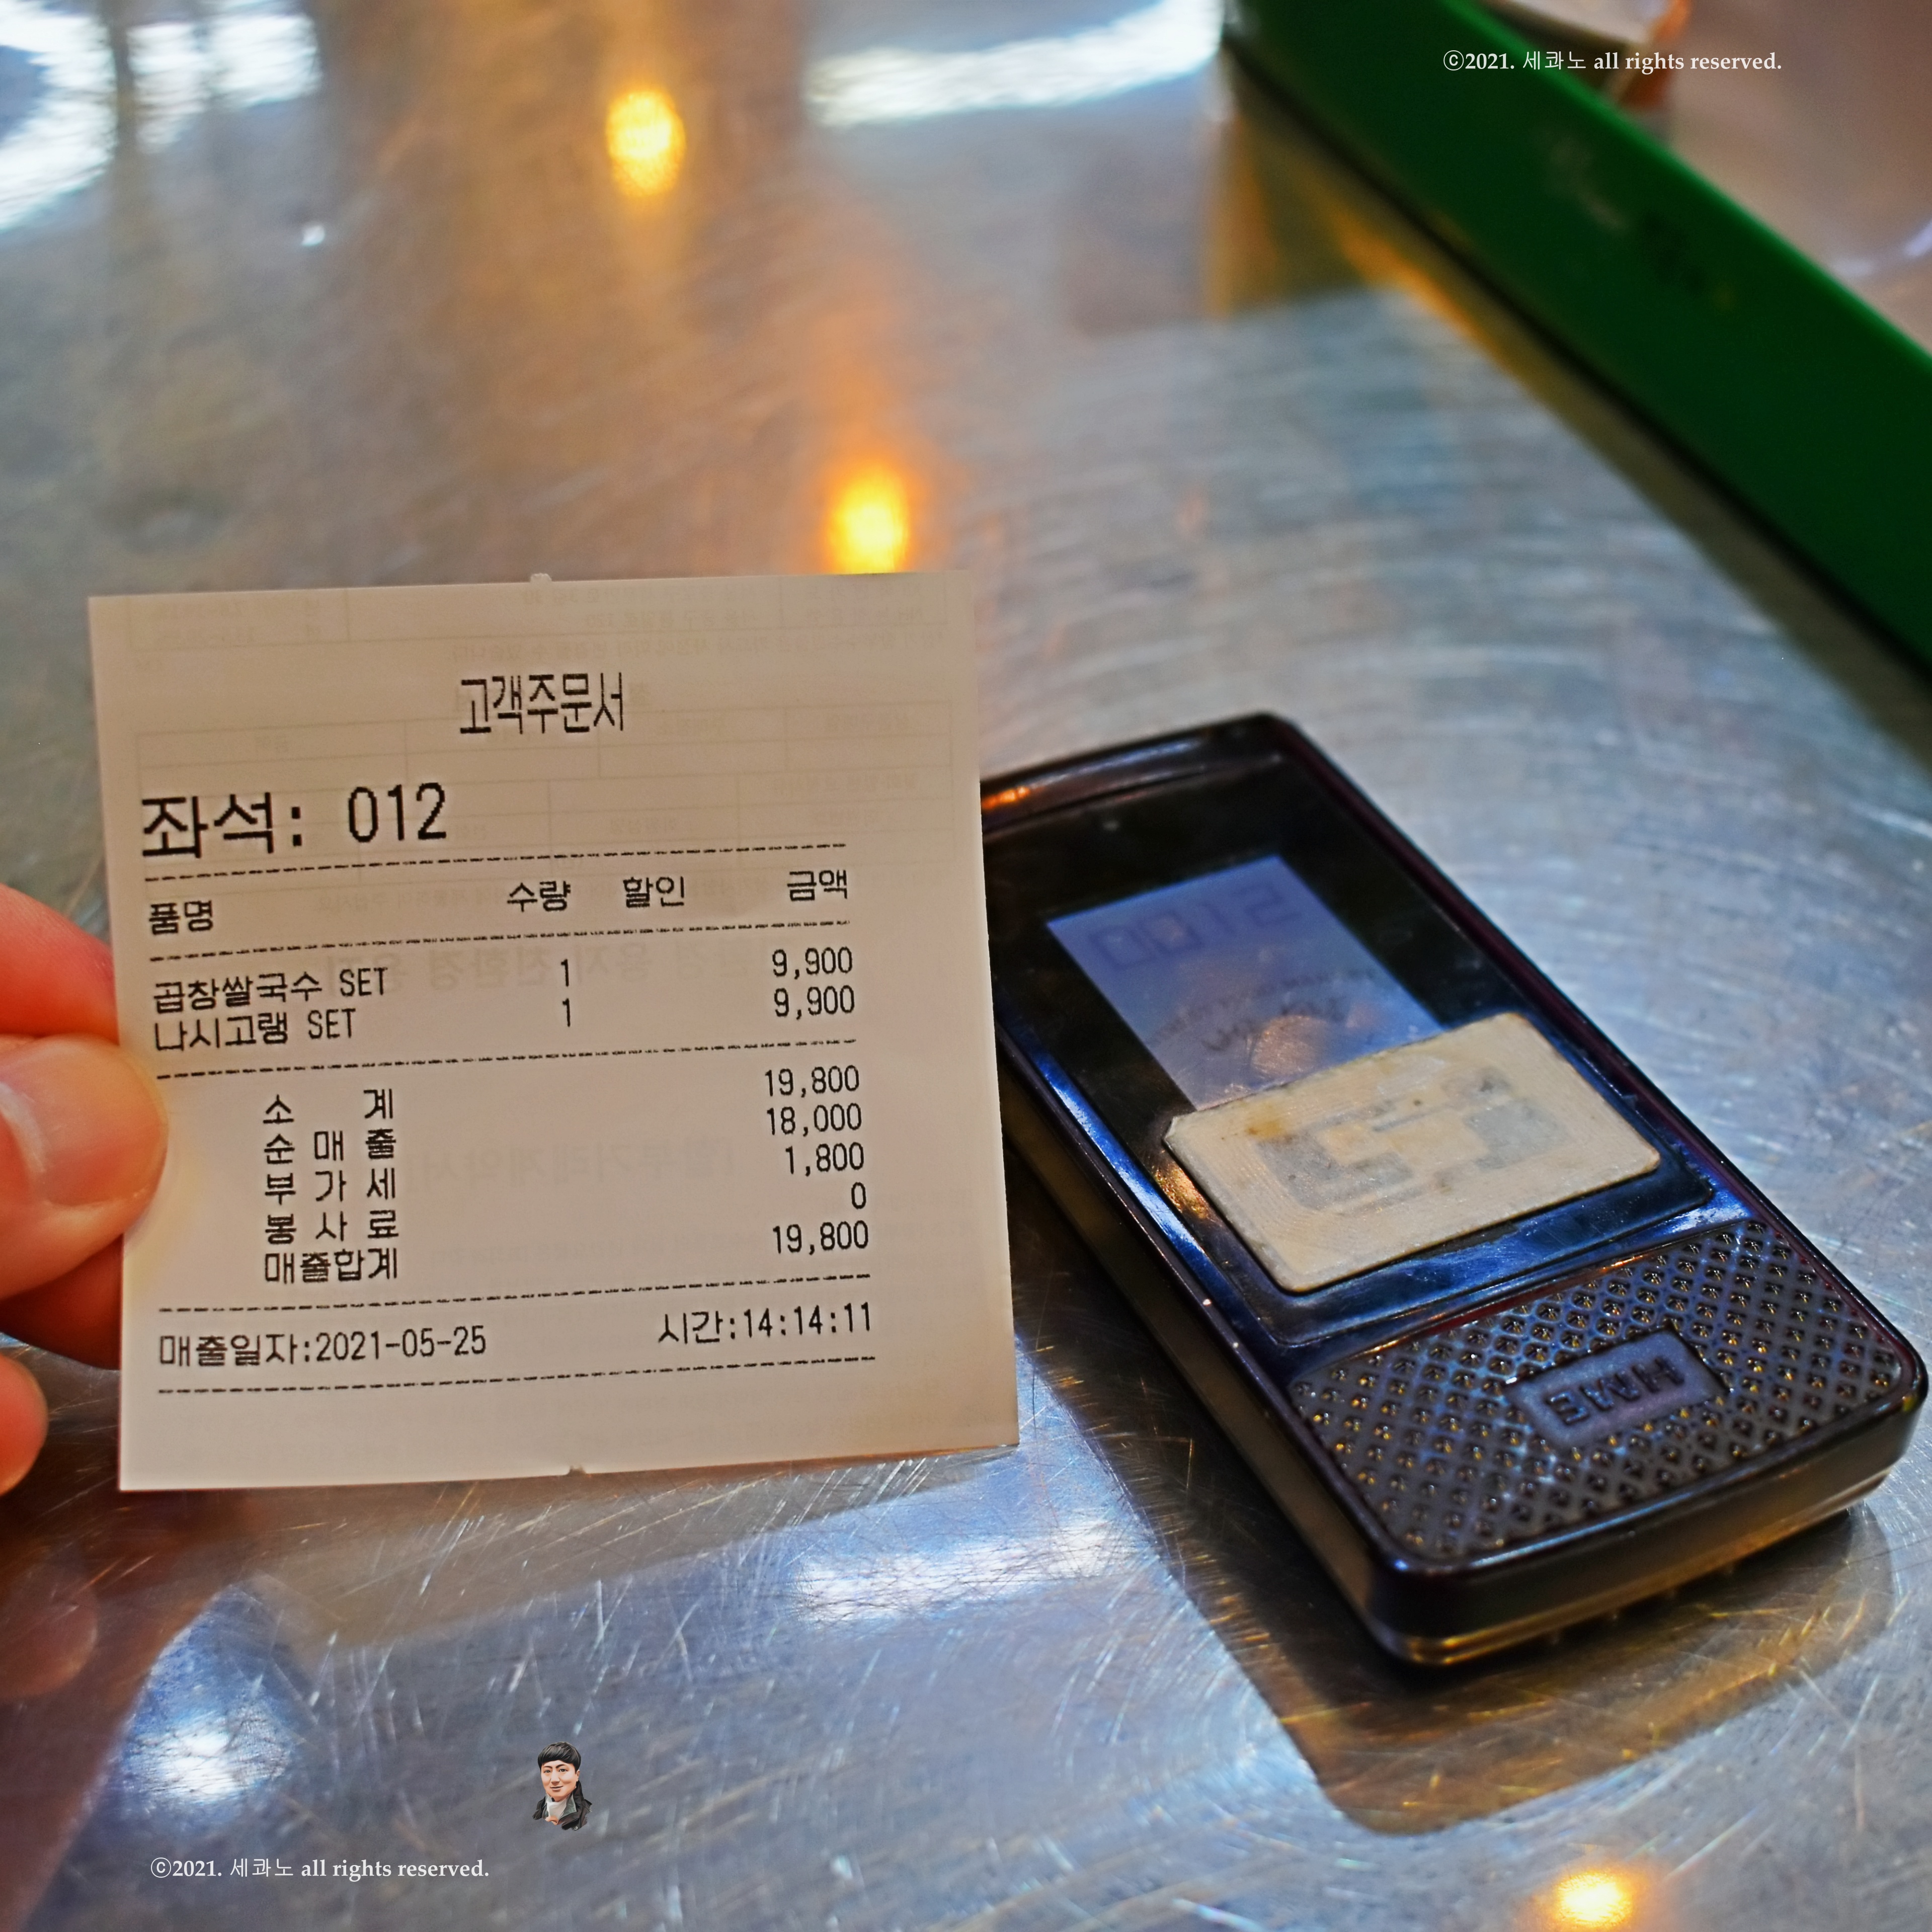 ⓒ2021. 세콰노 all rights reserved.
고객주문서
좌석: 012
품명 수량 할인 금액
곱창쌀국수 SET 1 9,900
나시고랭 SET 1 9,900
소 계 19,800
순 매 출 18,000
부 가 세 1,800
봉 사 료 0
매출합계 19,800
매출일자:2021-05-25 시간:14:14:11
HME
ⓒ2021. 세콰노 all rights reserved.